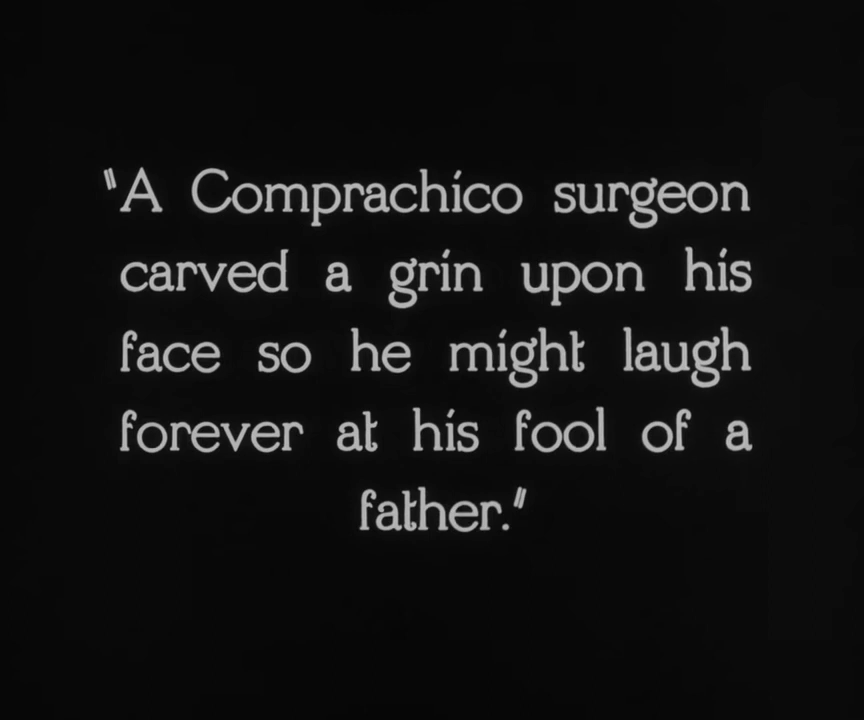 "A Comprachico surgeon
carved a grin upon his
face so he might laugh
forever at his fool of a
father."